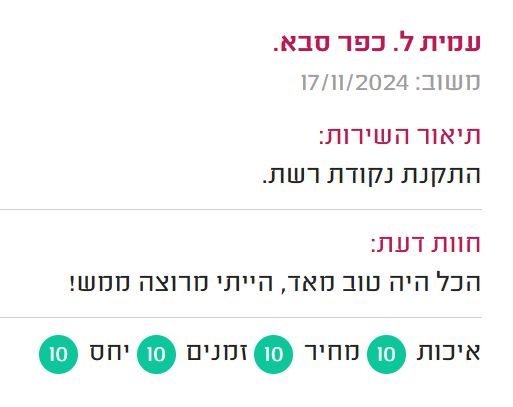 עמית ל. כפר סבא.
משוב: 17/11/2024
תיאור השירות:
התקנת נקודת רשת.
חוות דעת:
הכל היה טוב מאד, הייתי מרוצה ממש!
איכות 10 מחיר 10 זמנים 10 יחס 10